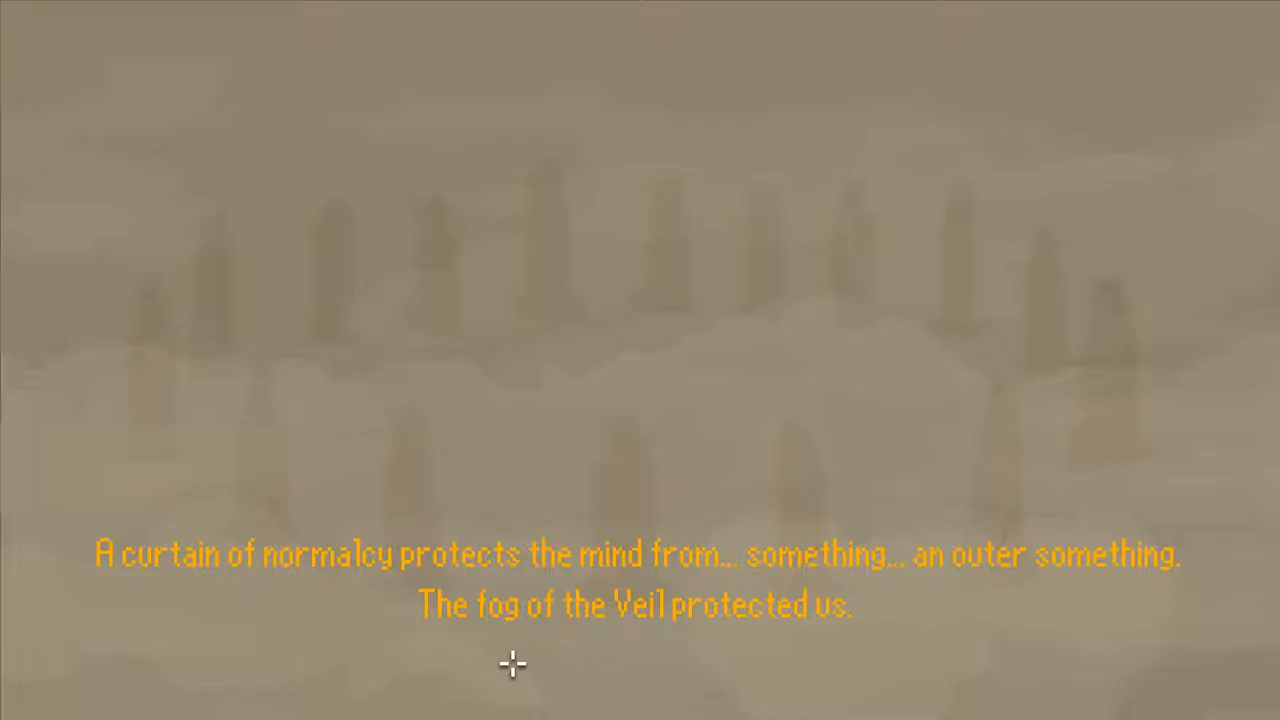 A curtain of normalcy protects the mind from... something... an outer something.
The fog of the Veil protected us.